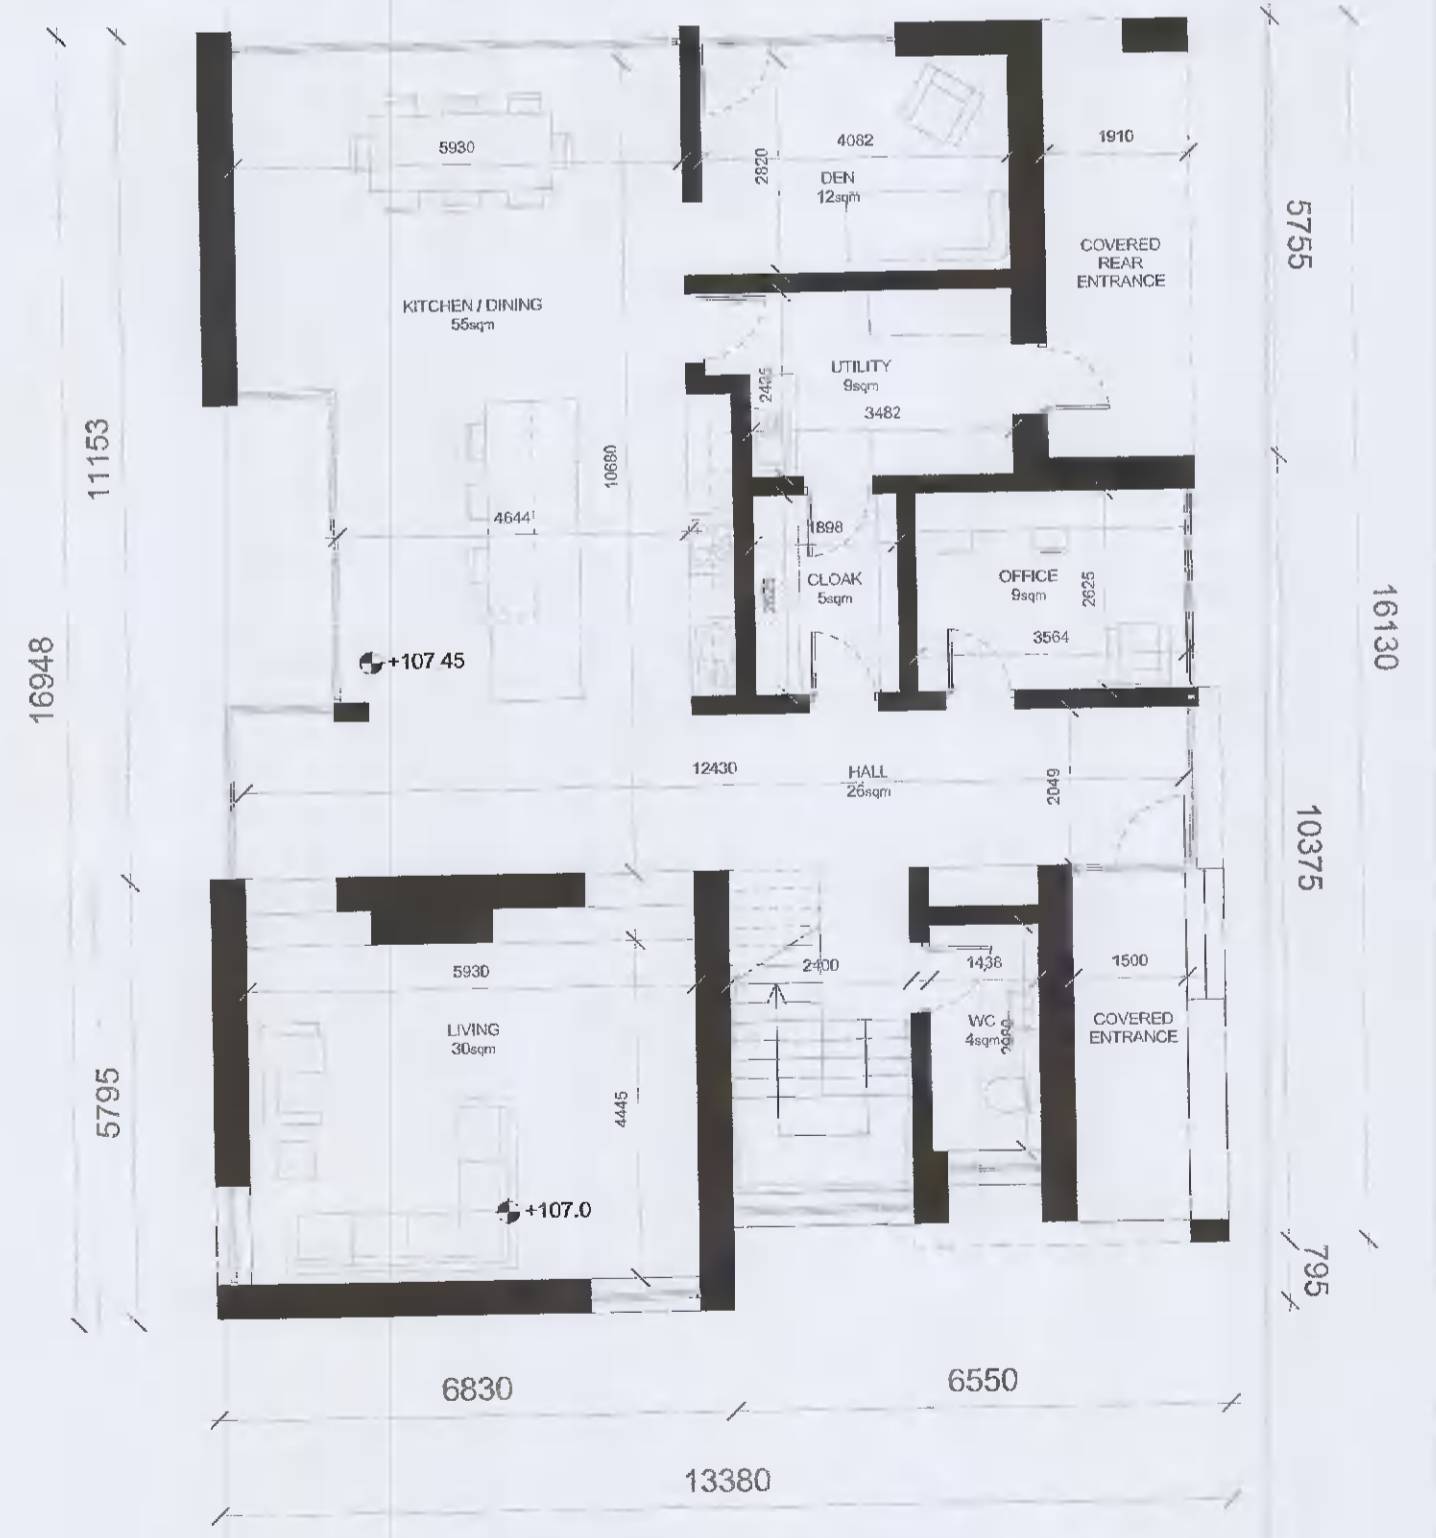 5930
4082
1910
2820
DEN
12sqm
5755
COVERED
REAR
ENTRANCE
KITCHEN / DINING
55sqm
UTILITY
9sqm
3482
11153
10680
4644
1898
CLOAK
5sqm
OFFICE
9sqm
2625
3564
16130
16948
+107.45
12430
HALL
26sqm
2049
10375
5930
2400
1438
1500
LIVING
30sqm
WC
4sqm
COVERED
ENTRANCE
5795
4445
+107.0
795
6830
6550
13380